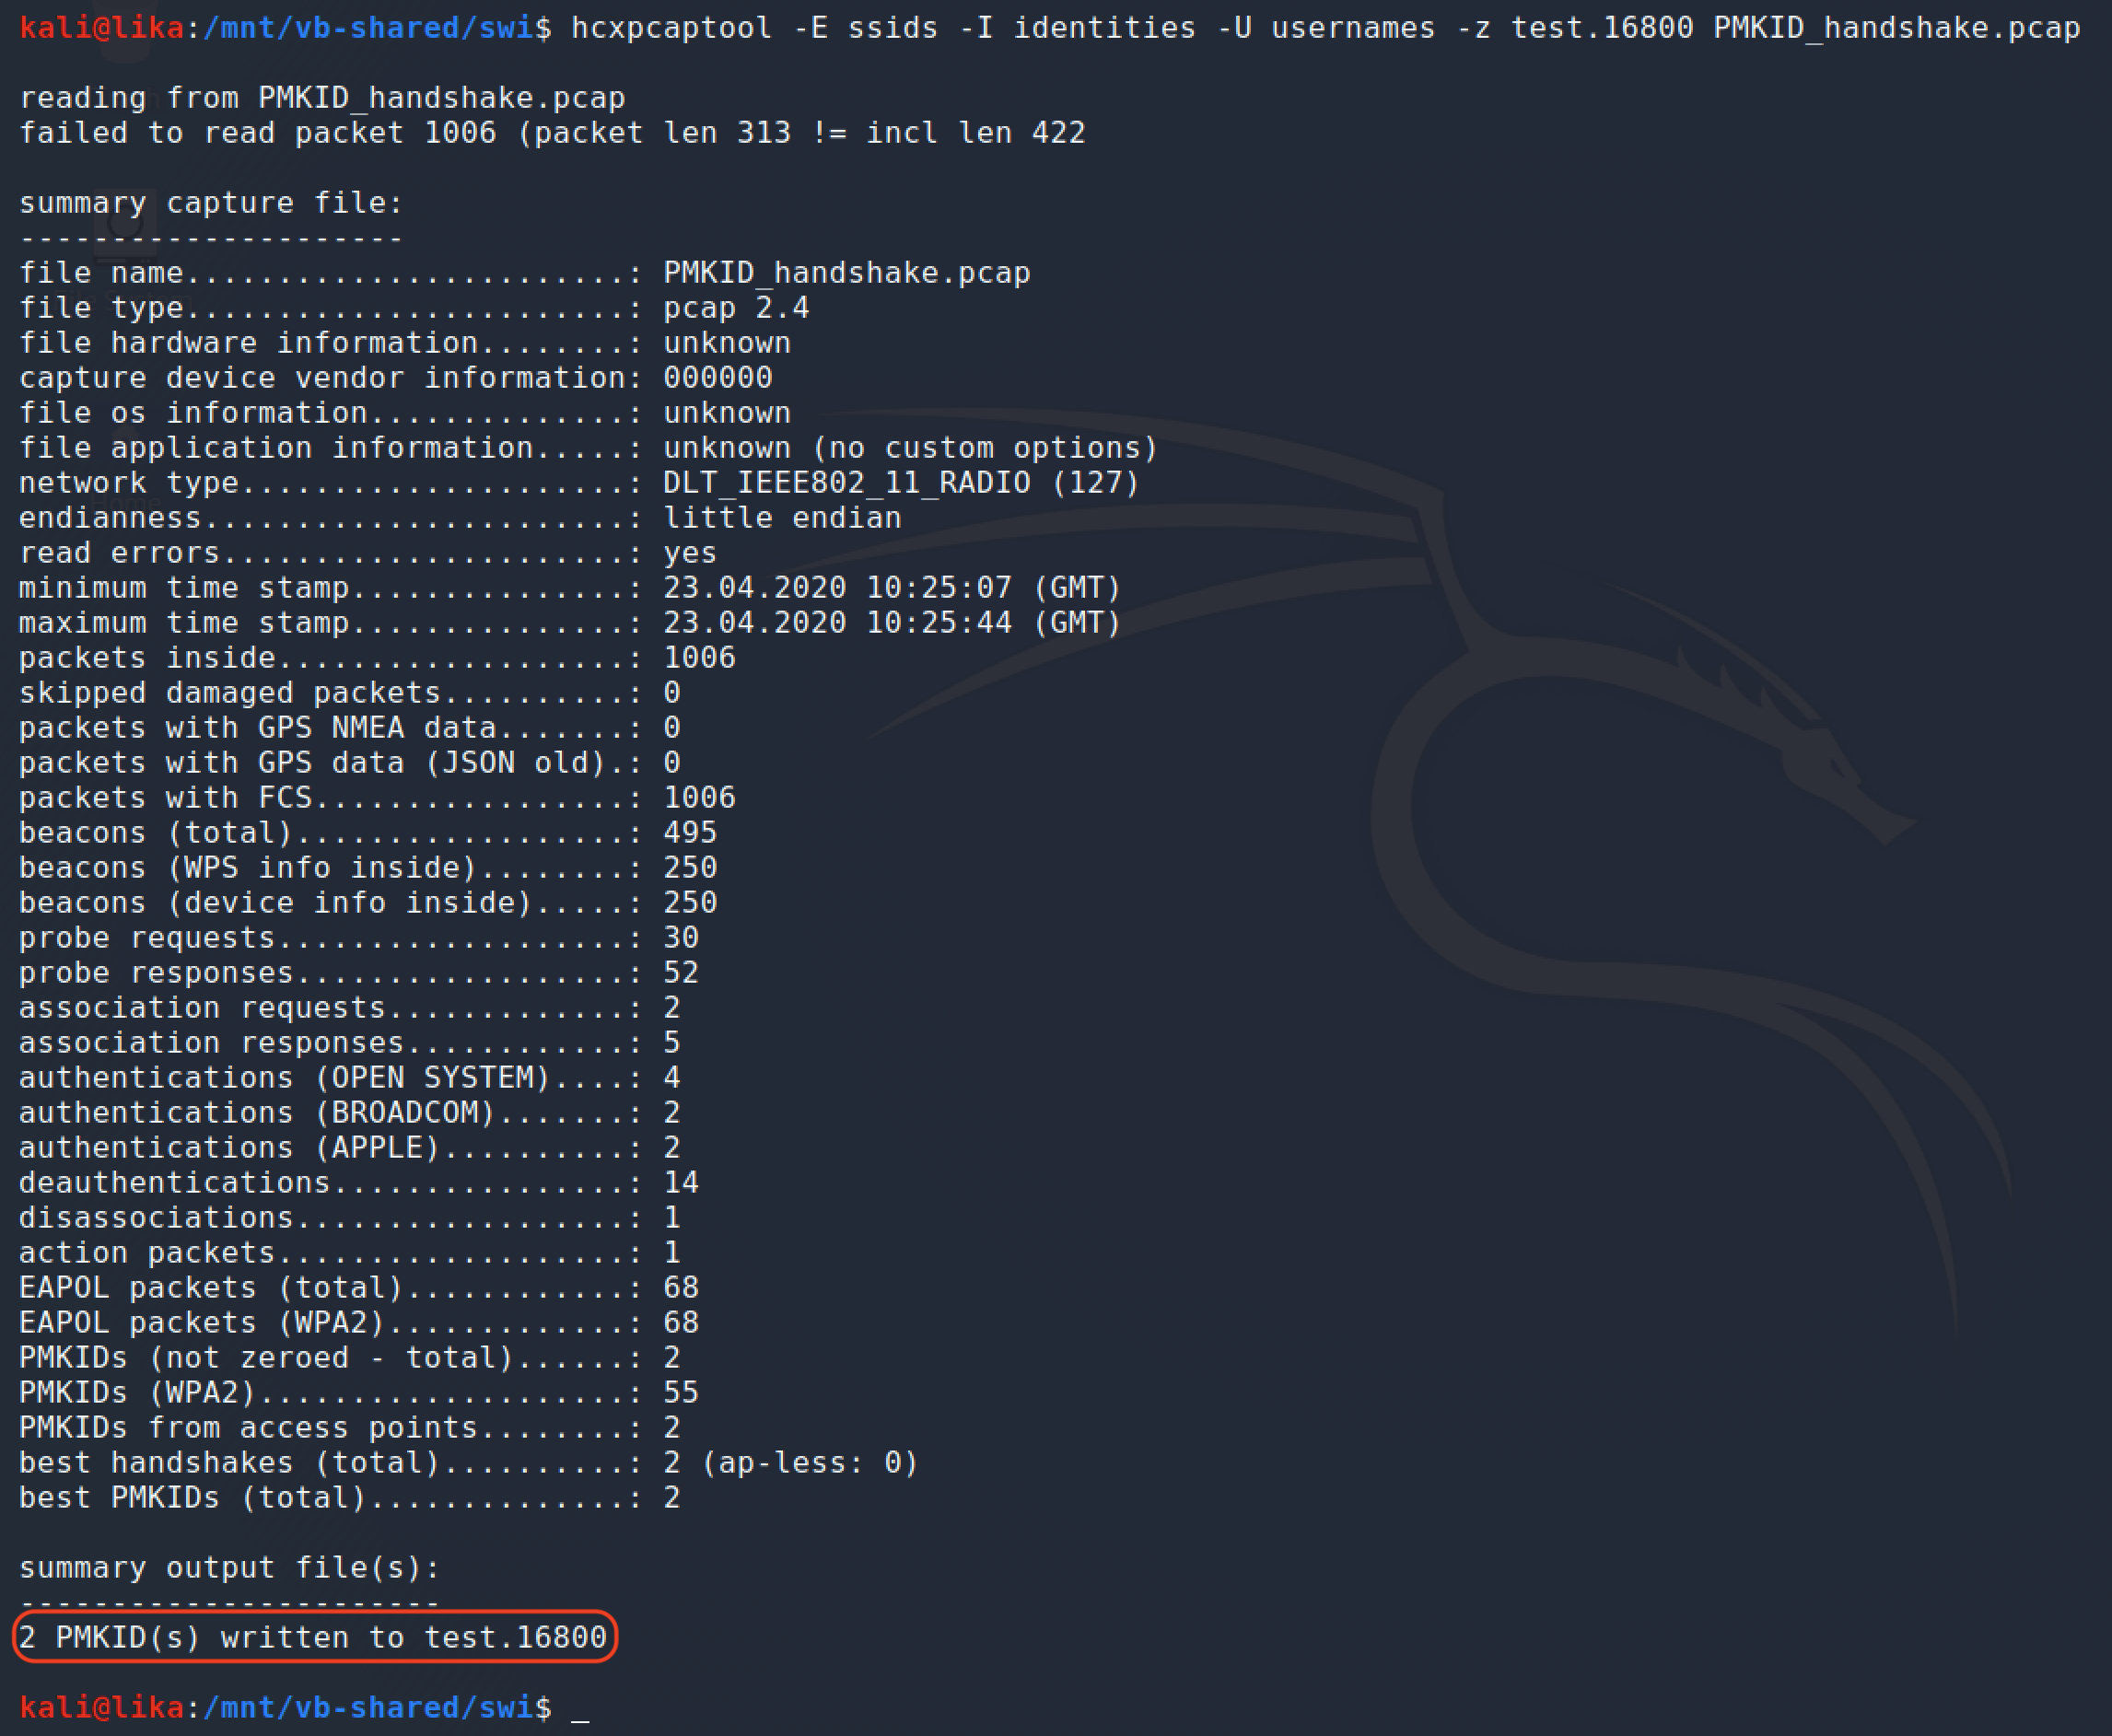 kali@lika:/mnt/vb-shared/swi$ hcxpcaptool -E ssids -I identities -U usernames -z test.16800 PMKID_handshake.pcap
reading from PMKID_handshake.pcap
failed to read packet 1006 (packet len 313 != incl len 422
summary capture file:
---------------------
file name........................: PMKID_handshake.pcap
file type........................: pcap 2.4
file hardware information........: unknown
capture device vendor information: 000000
file os information..............: unknown
file application information.....: unknown (no custom options)
network type.....................: DLT_IEEE802_11_RADIO (127)
endianness.......................: little endian
read errors......................: yes
minimum time stamp...............: 23.04.2020 10:25:07 (GMT)
maximum time stamp...............: 23.04.2020 10:25:44 (GMT)
packets inside...................: 1006
skipped damaged packets..........: 0
packets with GPS NMEA data.......: 0
packets with GPS data (JSON old).: 0
packets with FCS.................: 1006
beacons (total)..................: 495
beacons (WPS info inside)........: 250
beacons (device info inside).....: 250
probe requests...................: 30
probe responses..................: 52
association requests.............: 2
association responses............: 5
authentications (OPEN SYSTEM)....: 4
authentications (BROADCOM).......: 2
authentications (APPLE)..........: 2
deauthentications................: 14
disassociations..................: 1
action packets...................: 1
EAPOL packets (total)............: 68
EAPOL packets (WPA2).............: 68
PMKIDs (not zeroed - total)......: 2
PMKIDs (WPA2)....................: 55
PMKIDs from access points........: 2
best handshakes (total)..........: 2 (ap-less: 0)
best PMKIDs (total)..............: 2
summary output file(s):
-----------------------
2 PMKID(s) written to test.16800
kali@lika:/mnt/vb-shared/swi$ _